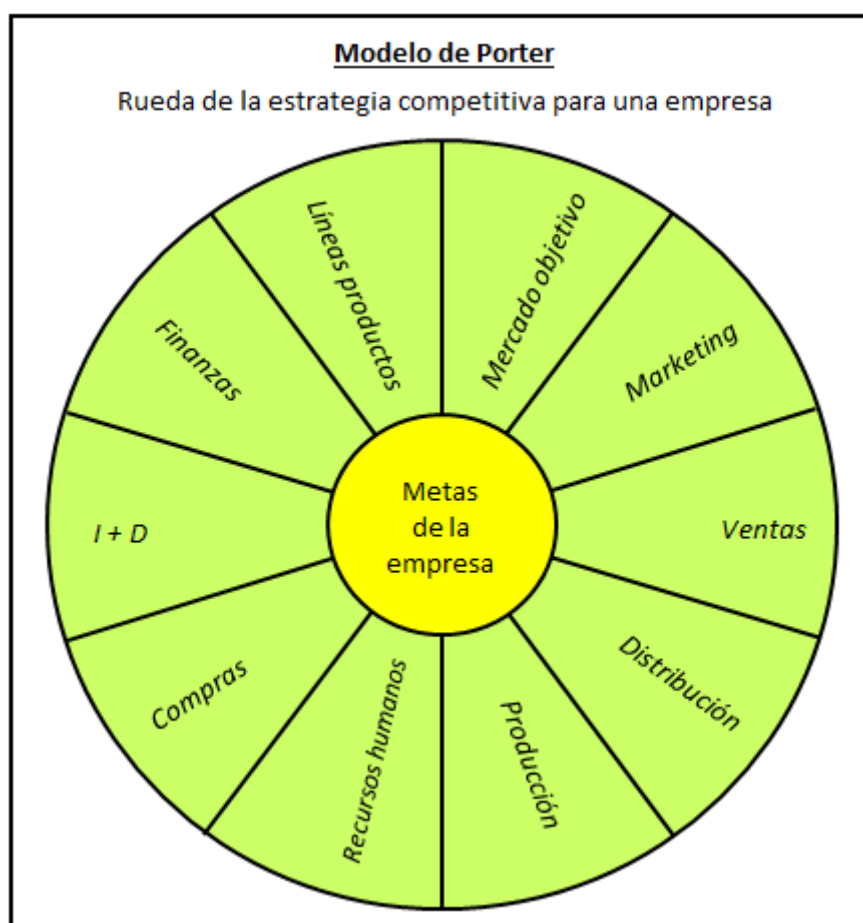 Modelo de Porter
Rueda de la estrategia competitiva para una empresa
Líneas productos
Mercado objetivo
Finanzas
Marketing
I + D
Metas
de la
empresa
Ventas
Compras
Distribución
Recursos humanos
Producción